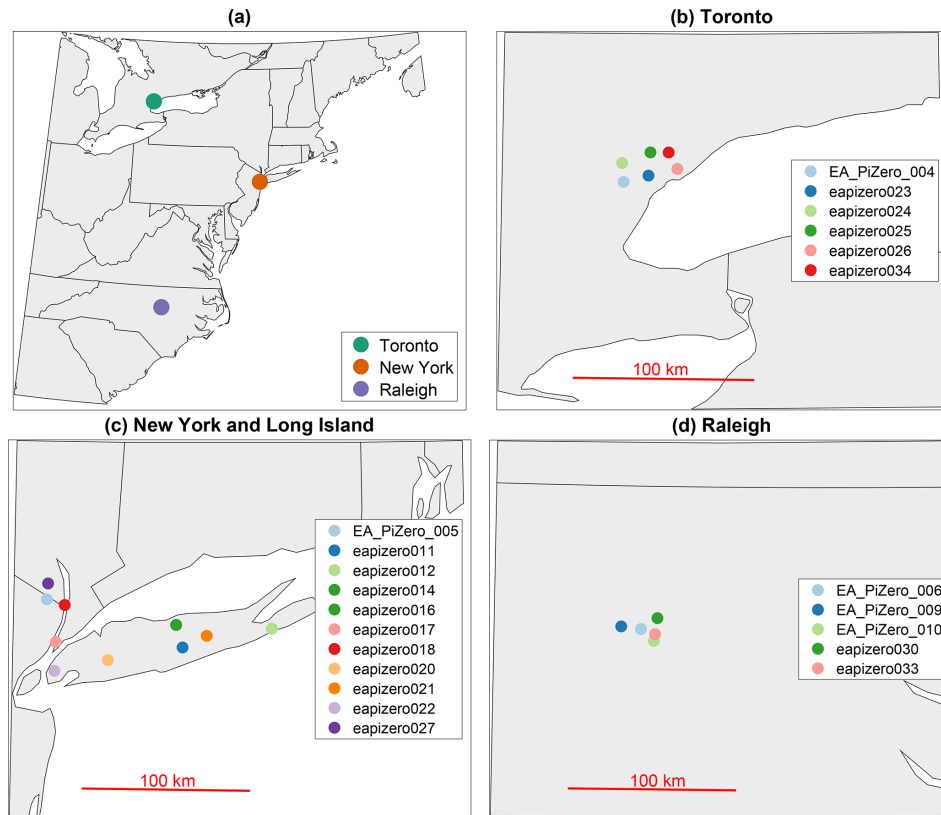 (a)
Toronto
New York
Raleigh
(b) Toronto
EA_PiZero_004
eapizero023
eapizero024
eapizero025
eapizero026
eapizero034
100 km
(c) New York and Long Island
EA_PiZero_005
eapizero011
eapizero012
eapizero014
eapizero016
eapizero017
eapizero018
eapizero020
eapizero021
eapizero022
eapizero027
100 km
(d) Raleigh
EA_PiZero_006
EA_PiZero_009
EA_PiZero_010
eapizero030
eapizero033
100 km